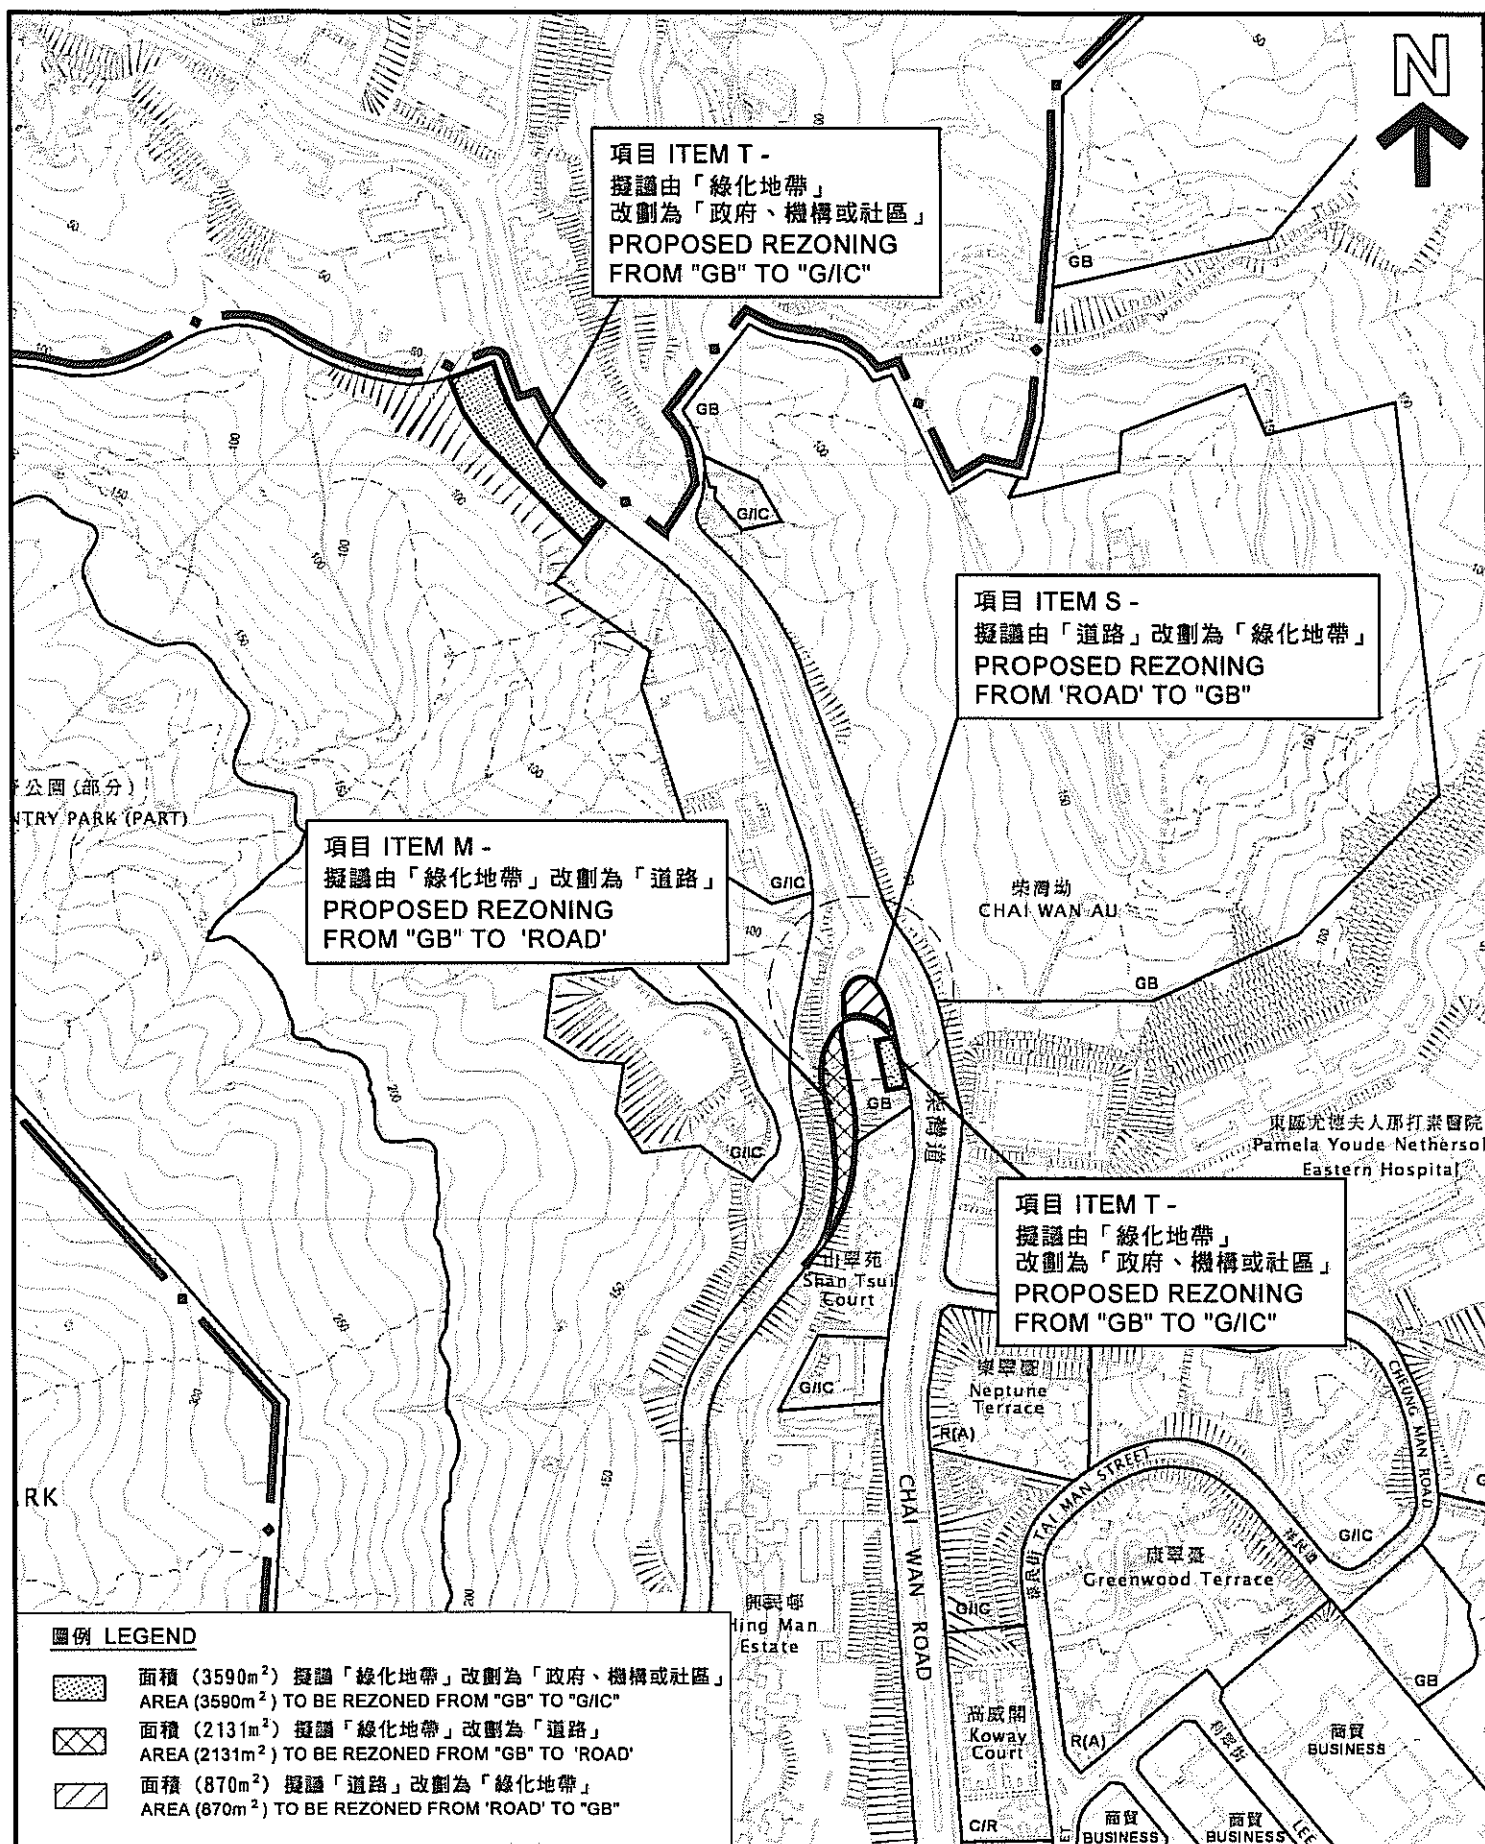 N
項目 ITEM T -
擬議由「綠化地帶」
改劃為「政府、機構或社區」
PROPOSED REZONING
FROM "GB" TO "G/IC"
GB
GB
G/IC
項目 ITEM S -
擬議由「道路」改劃為「綠化地帶」
PROPOSED REZONING
FROM 'ROAD' TO "GB"
公園 (部分)
NTRY PARK (PART)
項目 ITEM M -
擬議由「綠化地帶」改劃為「道路」
PROPOSED REZONING
FROM "GB" TO 'ROAD'
G/IC
柴灣坳
CHAI WAN AU
GB
GB
柴灣道
G/IC
東區尤德夫人那打素醫院
Pamela Youde Nethersol
Eastern Hospital
項目 ITEM T -
擬議由「綠化地帶」
改劃為「政府、機構或社區」
PROPOSED REZONING
FROM "GB" TO "G/IC"
山翠苑
Shan Tsui
Court
G/IC
樂翠臺
Neptune
Terrace
R(A)
CHEUNG MAN ROAD
TAI MAN STREET
CHAI WAN ROAD
RK
G/IC
康翠臺
Greenwood Terrace
興民邨
Hing Man
Estate
G/IC
GB
高威閣
Koway
Court
R(A)
商貿
BUSINESS
C/R
商貿
BUSINESS
商貿
BUSINESS
LEE
圖例 LEGEND
面積 (3590m²) 擬議「綠化地帶」改劃為「政府、機構或社區」
AREA (3590m²) TO BE REZONED FROM "GB" TO "G/IC"
面積 (2131m²) 擬議「綠化地帶」改劃為「道路」
AREA (2131m²) TO BE REZONED FROM "GB" TO 'ROAD'
面積 (870m²) 擬議「道路」改劃為「綠化地帶」
AREA (870m²) TO BE REZONED FROM 'ROAD' TO "GB"